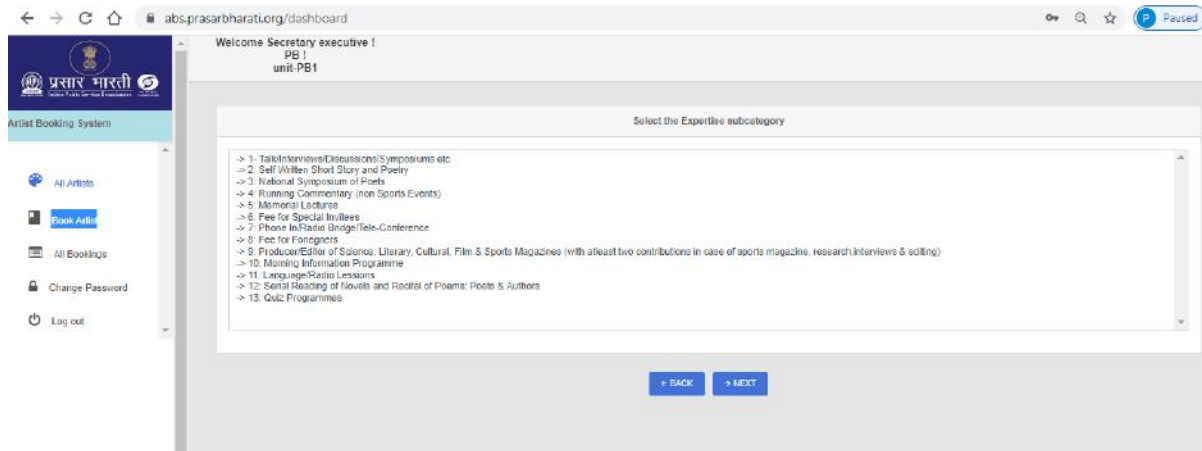 abs.prasarbharati.org/dashboard
P Paused
Welcome Secretary executive !
PB !
unit-PB1
प्रसार भारती
Artist Booking System
All Artists
Book Artist
All Bookings
Change Password
Log out
Select the Expertise subcategory
-> 1- Talk/Interviews/Discussions/Symposiums etc
-> 2: Self Written Short Story and Poetry
-> 3: National Symposium of Poets
-> 4: Running Commentary (non Sports Events)
-> 5: Memorial Lectures
-> 6: Fee for Special Invitees
-> 7: Phone In/Radio Bridge/Tele-Conference
-> 8: Fee for Foriegners
-> 9: Producer/Editor of Science, Literary, Cultural, Film & Sports Magazines (with atleast two contributions in case of sports magazine, research,interviews & editing)
-> 10: Morning Information Programme
-> 11: Language/Radio Lessions
-> 12: Serial Reading of Novels and Recital of Poems: Poets & Authors
-> 13: Quiz Programmes
← BACK
→ NEXT